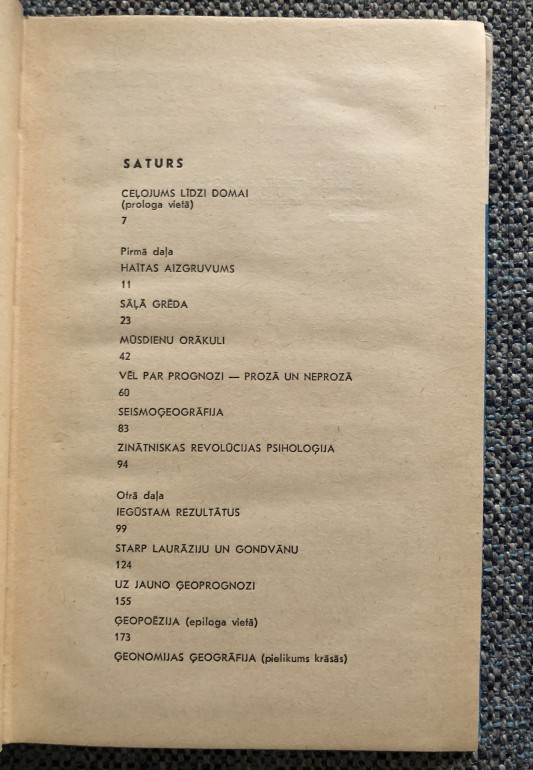 SATURS
CEĻOJUMS LĪDZI DOMAI
(prologa vietā)
7
Pirmā daļa
HAĪTAS AIZGRUVUMS
11
SĀĻĀ GRĒDA
23
MŪSDIENU ORĀKULI
42
VĒL PAR PROGNOZI — PROZĀ UN NEPROZĀ
60
SEISMOĢEOGRĀFIJA
83
ZINĀTNISKAS REVOLŪCIJAS PSIHOLOĢIJA
94
Otrā daļa
IEGŪSTAM REZULTĀTUS
99
STARP LAURĀZIJU UN GONDVĀNU
124
UZ JAUNO ĢEOPROGNOZI
155
ĢEOPOĒZIJA (epiloga vietā)
173
ĢEONOMIJAS ĢEOGRĀFIJA (pielikums krāsās)